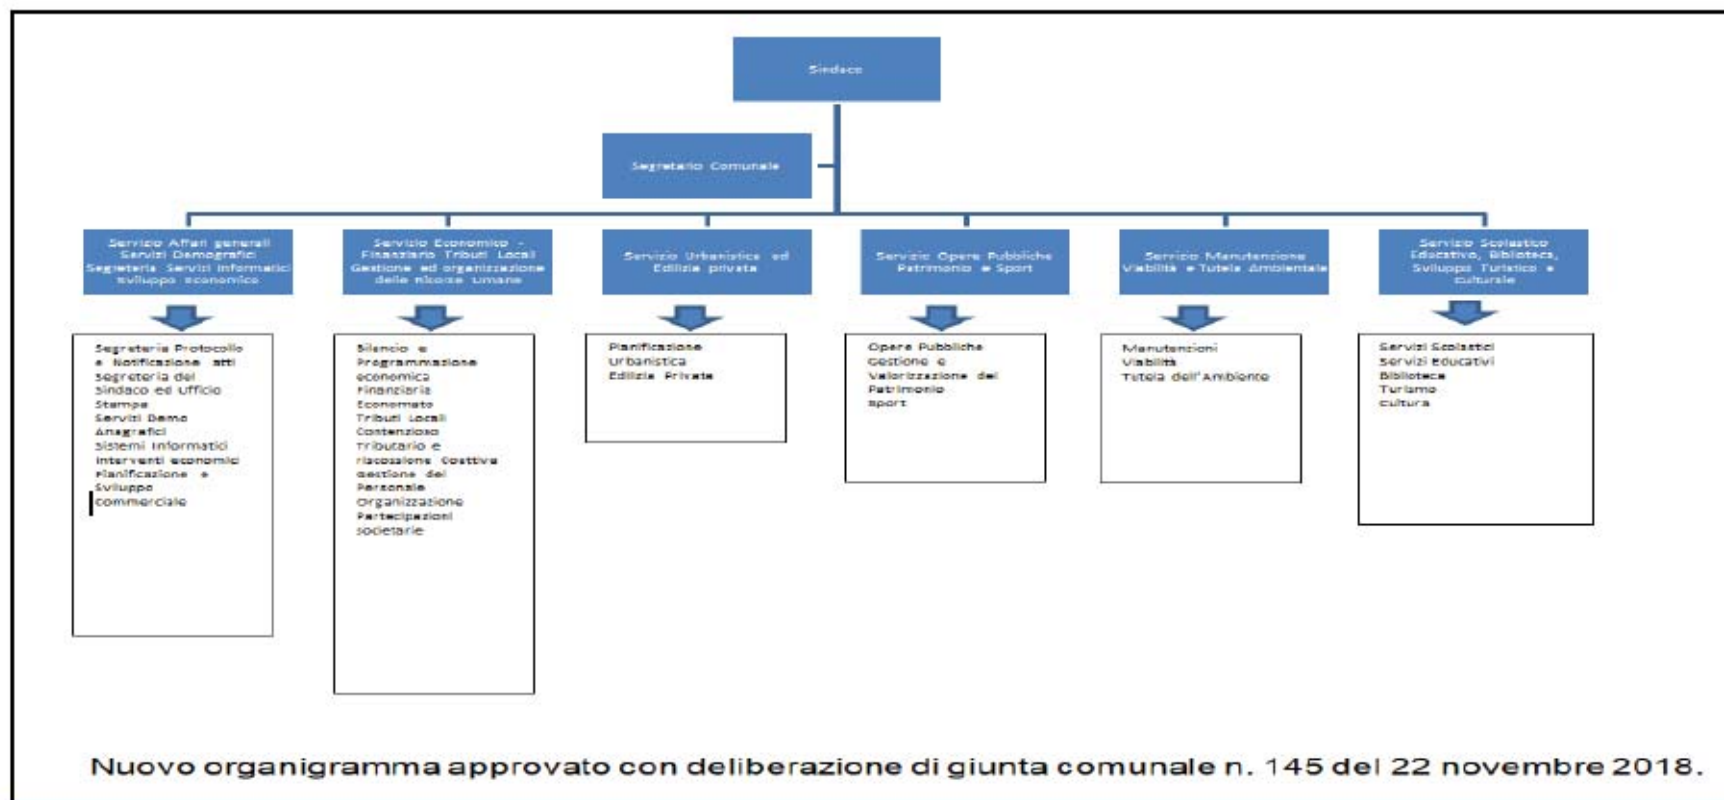 Sindaco
Segretario Comunale
Servizio Affari generali
Servizi Demografici
Segreteria Servizi Informatici
Sviluppo economico
Servizio Economico -
Finanziario Tributi Locali
Gestione ed organizzazione
delle Risorse Umane
Servizio Urbanistica ed
Edilizia privata
Servizio Opere Pubbliche
Patrimonio e Sport
Servizio Manutenzione
Viabilità e Tutela Ambientale
Servizio Scolastico
Educativo, Biblioteca,
Sviluppo Turistico e
culturale
Segreteria Protocollo
e Notificazione atti
Segreteria del
Sindaco ed Ufficio
Stampa
Servizi Demo
Anagrafici
Sistemi Informatici
Interventi economici
Pianificazione e
Sviluppo
commerciale
Bilancio e
Programmazione
economica
Finanziaria
Economato
Tributi Locali
Contenzioso
Tributario e
riscossione Coattiva
Gestione del
Personale
Organizzazione
Partecipazioni
societarie
Pianificazione
Urbanistica
Edilizia Privata
Opere Pubbliche
Gestione e
Valorizzazione del
Patrimonio
Sport
Manutenzioni
Viabilità
Tutela dell'Ambiente
Servizi Scolastici
Servizi Educativi
Biblioteca
Turismo
Cultura
Nuovo organigramma approvato con deliberazione di giunta comunale n. 145 del 22 novembre 2018.